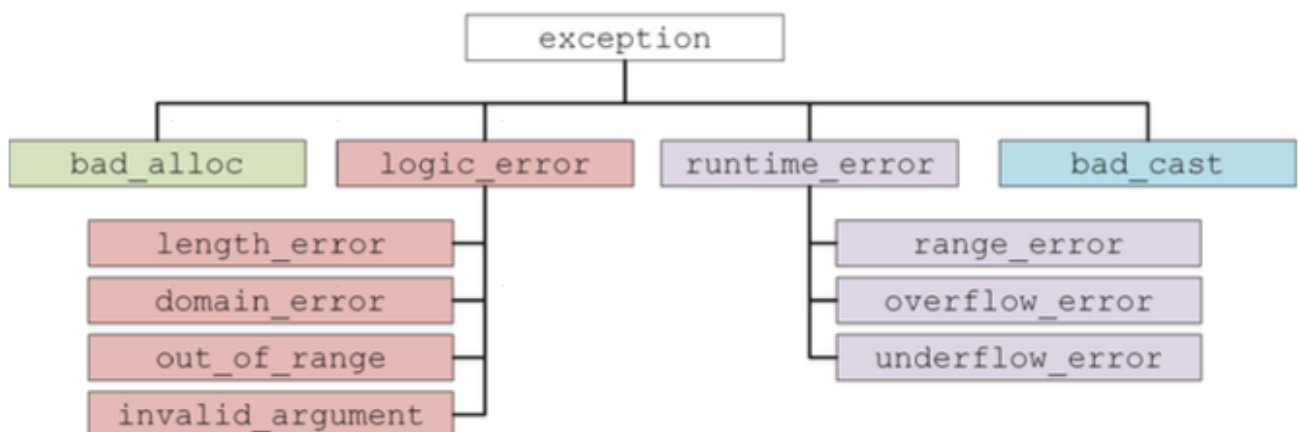 exception
bad_alloc logic_error runtime_error bad_cast
length_error range_error
domain_error overflow_error
out_of_range underflow_error
invalid_argument